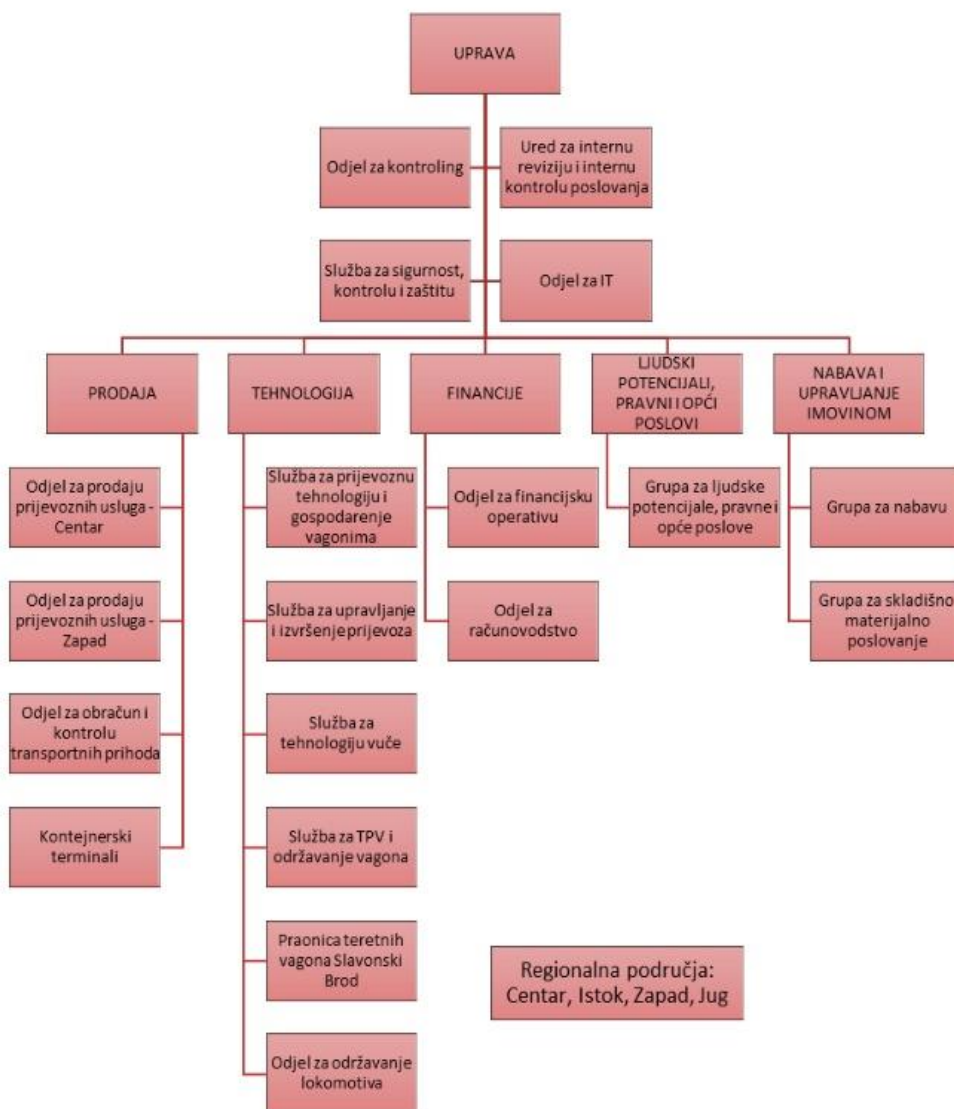 UPRAVA
Odjel za kontroling
Ured za internu
reviziju i internu
kontrolu poslovanja
Služba za sigurnost,
kontrolu i zaštitu
Odjel za IT
PRODAJA
TEHNOLOGIJA
FINANCIJE
LJUDSKI
POTENCIJALI,
PRAVNI I OPĆI
POSLOVI
NABAVA I
UPRAVLJANJE
IMOVINOM
Odjel za prodaju
prijevoznih usluga -
Centar
Služba za prijevoznu
tehnologiju i
gospodarenje
vagonima
Odjel za financijsku
operativu
Grupa za ljudske
potencijale, pravne i
opće poslove
Grupa za nabavu
Odjel za prodaju
prijevoznih usluga -
Zapad
Služba za upravljanje
i izvršenje prijevoza
Odjel za
računovodstvo
Grupa za skladišno
materijalno
poslovanje
Odjel za obračun i
kontrolu
transportnih prihoda
Služba za
tehnologiju vuče
Kontejnerski
terminali
Služba za TPV i
održavanje vagona
Praonica teretnih
vagona Slavonski
Brod
Regionalna područja:
Centar, Istok, Zapad, Jug
Odjel za održavanje
lokomotiva